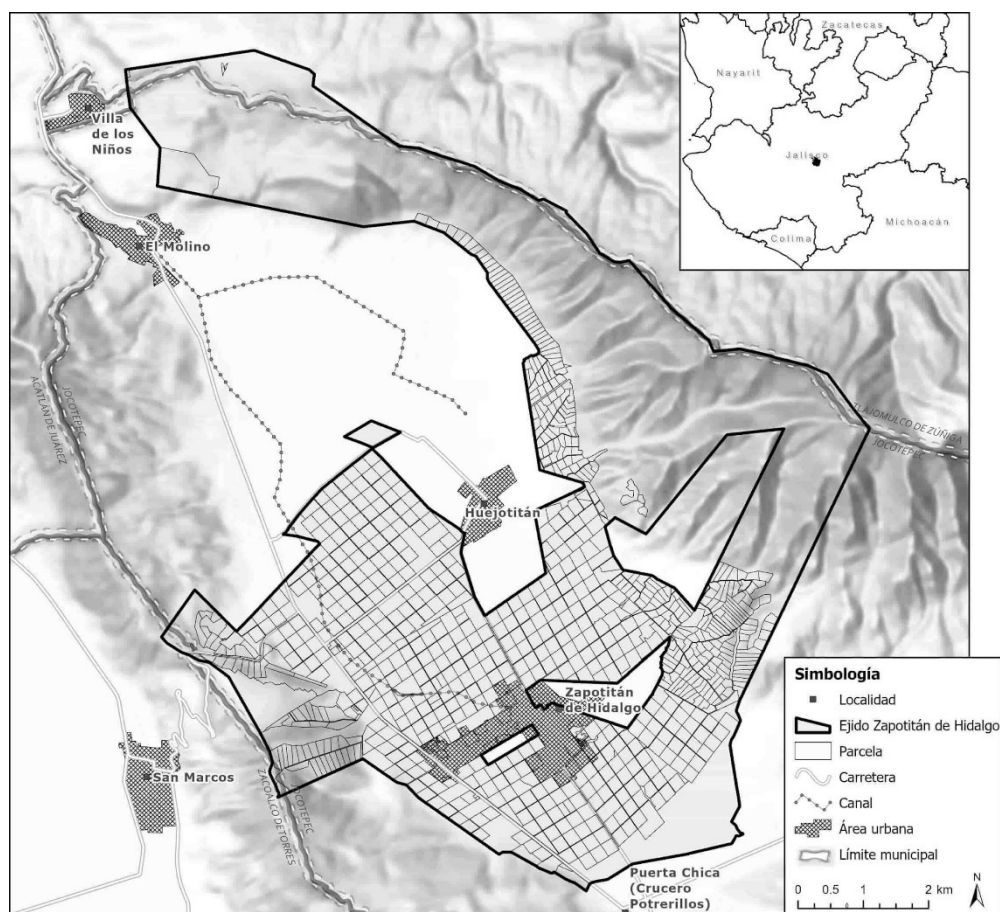 Zacatecas
Nayarit
Jalisco
Michoacán
Colima
Villa
de los
Niños
El Molino
JOCOTEPEC
ACATLÁN DE JUÁREZ
TLAJOMULCO DE ZÚÑIGA
JOCOTEPEC
Huejotitán
Zapotitán
de Hidalgo
San Marcos
JOCOTEPEC
ZACOALCO DE TORRES
Puerta Chica
(Crucero
Potrerillos)
Simbología
Localidad
Ejido Zapotitán de Hidalgo
Parcela
Carretera
Canal
Área urbana
Límite municipal
0 0.5 1 2 km
N